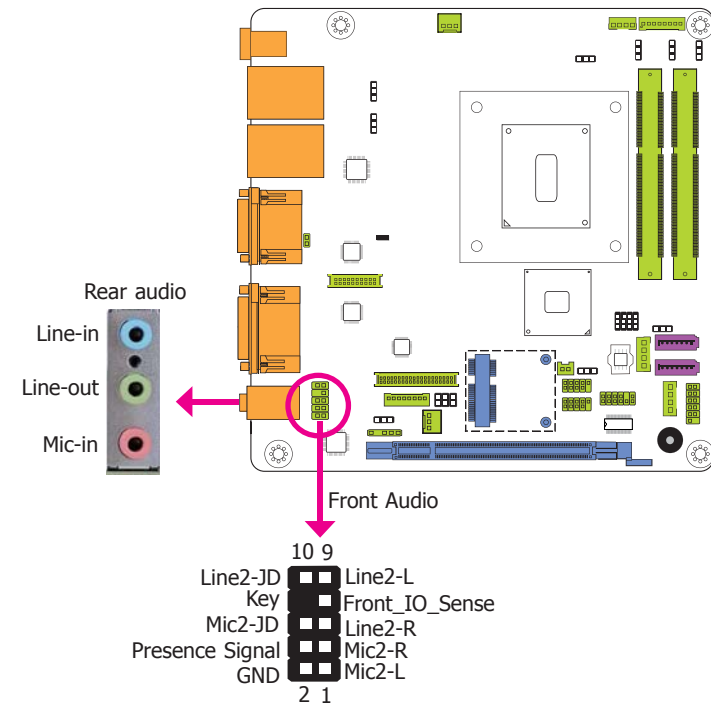 Rear audio
Line-in
Line-out
Mic-in
Front Audio
10 9
Line2-JD Line2-L
Key Front_IO_Sense
Mic2-JD Line2-R
Presence Signal Mic2-R
GND Mic2-L
2 1